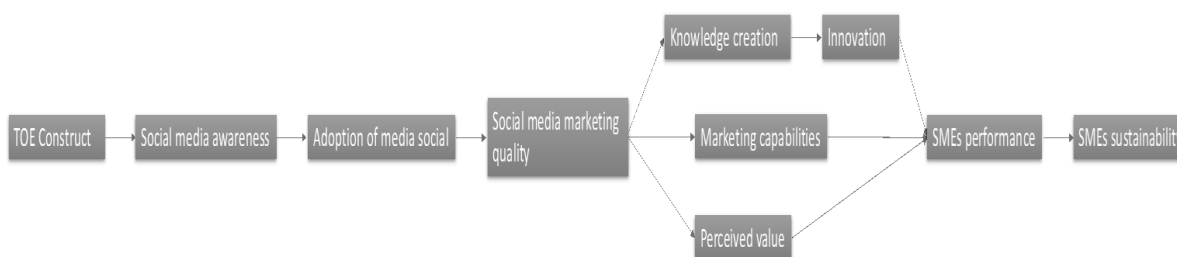 Knowledge creation
Innovation
TOE Construct
Social media awareness
Adoption of media social
Social media marketing
quality
Marketing capabilities
SMEs performance
SMEs sustainability
Perceived value